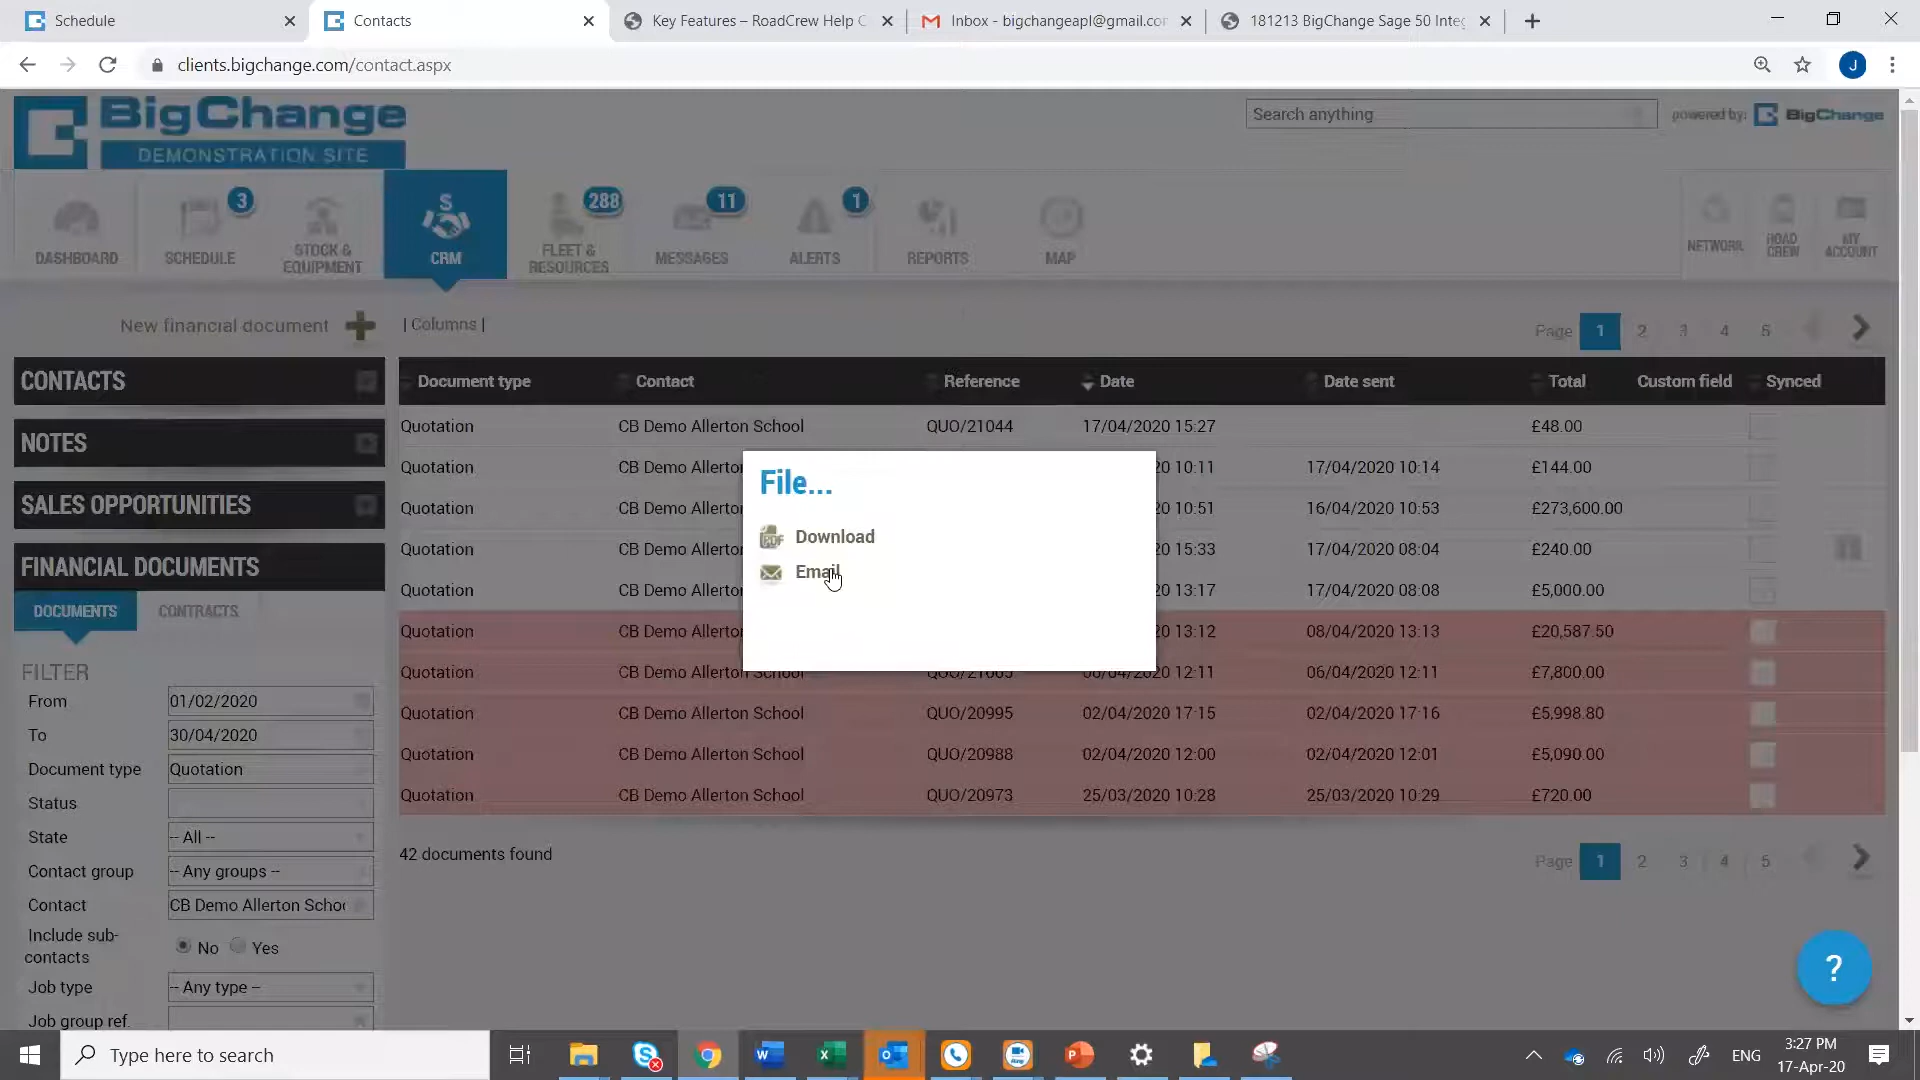 Schedule
Contacts
Key Features – RoadCrew Help C
Inbox - bigchangeapl@gmail.com
181213 BigChange Sage 50 Integ
clients.bigchange.com/contact.aspx
J
BigChange
DEMONSTRATION SITE
Search anything
powered by: BigChange
DASHBOARD
SCHEDULE
3
STOCK & EQUIPMENT
CRM
FLEET & RESOURCES
288
MESSAGES
11
ALERTS
1
REPORTS
MAP
NETWORK
ROAD CREW
MY ACCOUNT
New financial document
| Columns |
Page 1 2 3 4 5
CONTACTS
NOTES
SALES OPPORTUNITIES
FINANCIAL DOCUMENTS
DOCUMENTS CONTRACTS
FILTER
From 01/02/2020
To 30/04/2020
Document type Quotation
Status
State -- All --
Contact group -- Any groups --
Contact CB Demo Allerton Schoo
Include sub-contacts No Yes
Job type -- Any type –
Job group ref.
Document type Contact Reference Date Date sent Total Custom field Synced
Quotation CB Demo Allerton School QUO/21044 17/04/2020 15:27 £48.00
Quotation CB Demo Allerto 20 10:11 17/04/2020 10:14 £144.00
Quotation CB Demo Allerto 20 10:51 16/04/2020 10:53 £273,600.00
Quotation CB Demo Allerto 20 15:33 17/04/2020 08:04 £240.00
Quotation CB Demo Allerto 20 13:17 17/04/2020 08:08 £5,000.00
Quotation CB Demo Allerto 20 13:12 08/04/2020 13:13 £20,587.50
Quotation CB Demo Allerton School 06/04/2020 12:11 06/04/2020 12:11 £7,800.00
Quotation CB Demo Allerton School QUO/20995 02/04/2020 17:15 02/04/2020 17:16 £5,998.80
Quotation CB Demo Allerton School QUO/20988 02/04/2020 12:00 02/04/2020 12:01 £5,090.00
Quotation CB Demo Allerton School QUO/20973 25/03/2020 10:28 25/03/2020 10:29 £720.00
File...
Download
Email
42 documents found
Page 1 2 3 4 5
?
Type here to search
ENG
3:27 PM
17-Apr-20